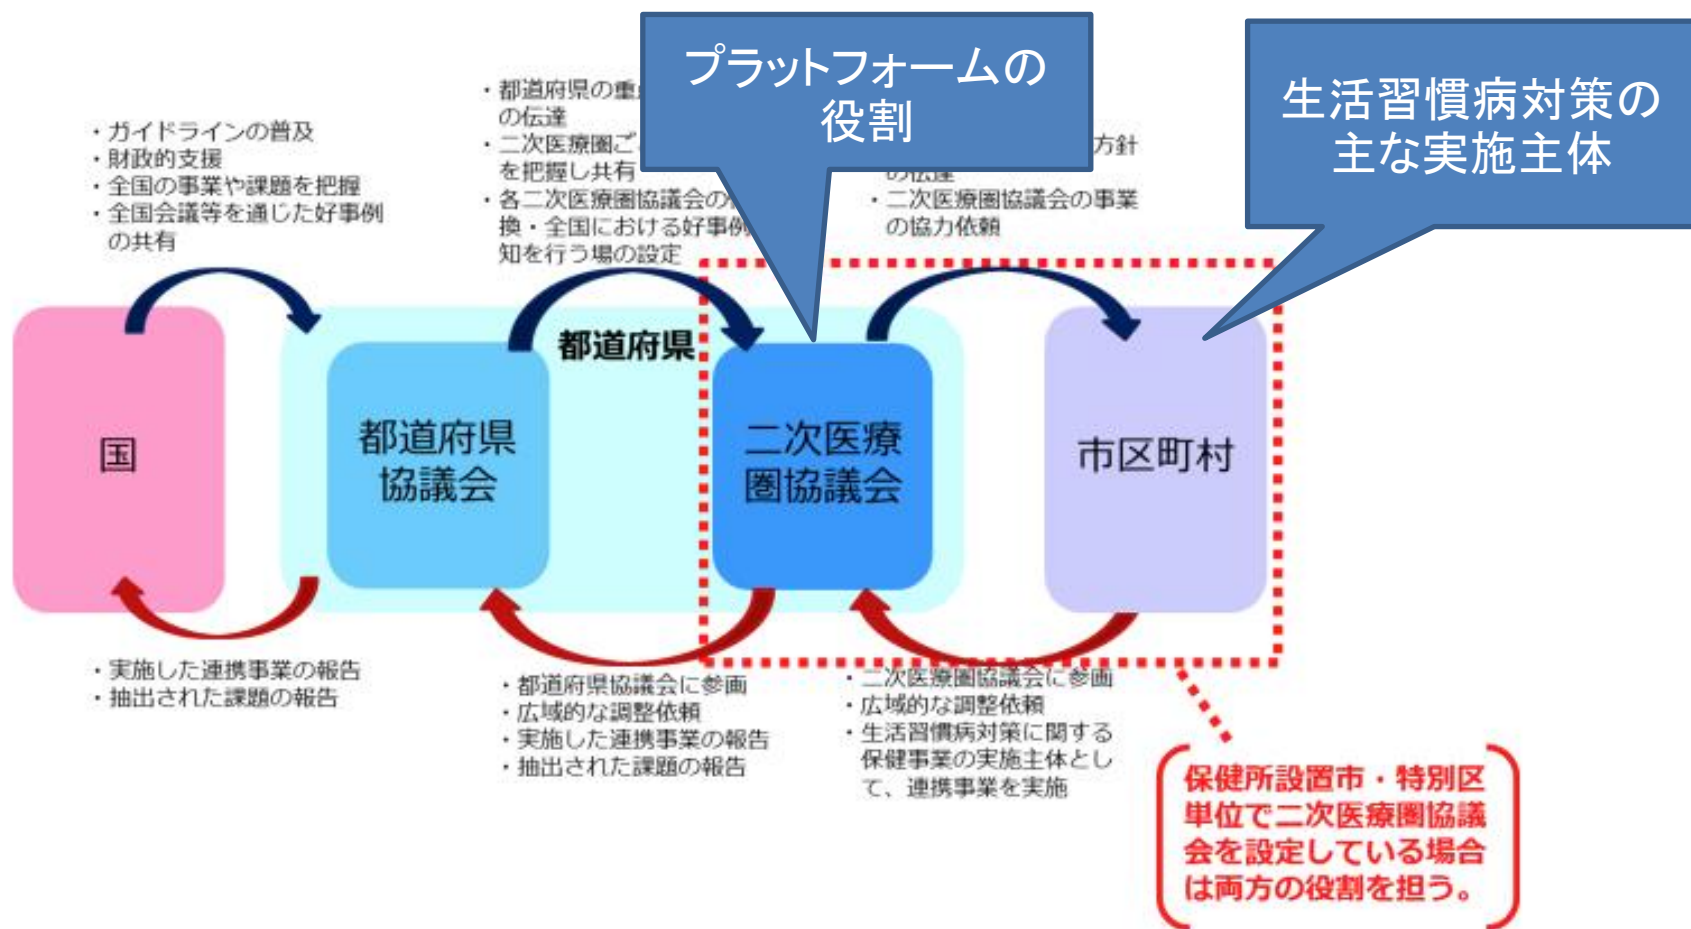 プラットフォームの
役割
生活習慣病対策の
主な実施主体
・ガイドラインの普及
・財政的支援
・全国の事業や課題を把握
・全国会議等を通じた好事例
の共有
・都道府県の重
の伝達
・二次医療圏ご
を把握し共有
・各二次医療圏協議会の
換・全国における好事例
知を行う場の設定
方針
の伝達
・二次医療圏協議会の事業
の協力依頼
都道府県
国
都道府県
協議会
二次医療
圏協議会
市区町村
・実施した連携事業の報告
・抽出された課題の報告
・都道府県協議会に参画
・広域的な調整依頼
・実施した連携事業の報告
・抽出された課題の報告
・二次医療圏協議会に参画
・広域的な調整依頼
・生活習慣病対策に関する
保健事業の実施主体とし
て、連携事業を実施
保健所設置市・特別区
単位で二次医療圏協議
会を設定している場合
は両方の役割を担う。